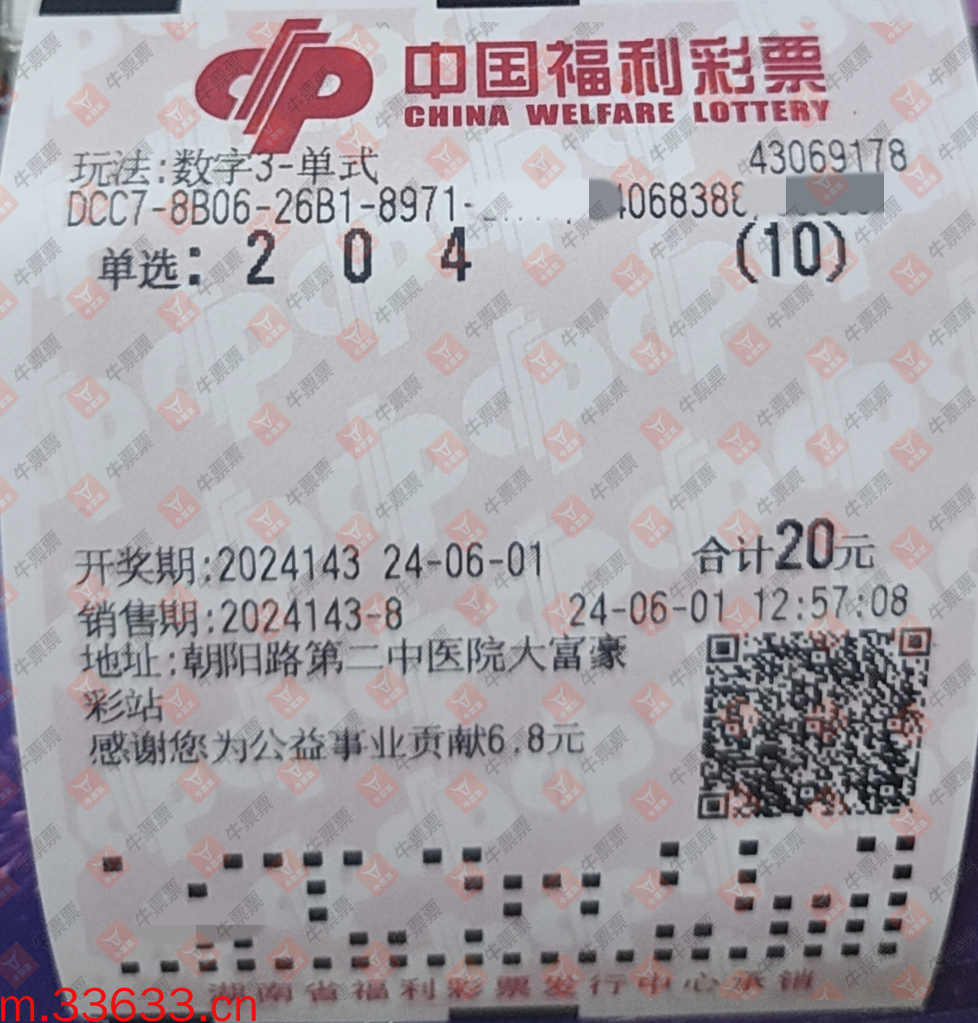 中国福利彩票
CHINA WELFARE LOTTERY
玩法:数字3-单式 43069178
DCC7-8B06-26B1-8971- 4068388
单选: 2 0 4 (10)
开奖期:2024143 24-06-01 合计20元
销售期:2024143-8 24-06-01 12:57:08
地址:朝阳路第二中医院大富豪
彩站
感谢您为公益事业贡献6.8元
湖南省福利彩票发行中心承销
m.33633.cn
牛票票